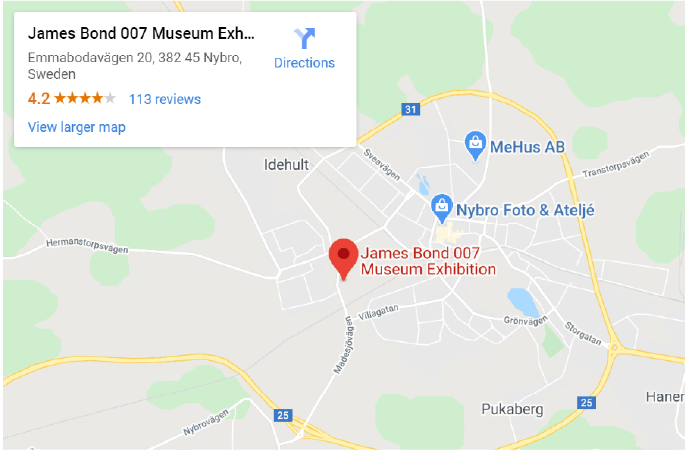 James Bond 007 Museum Exh...
Emmabodavägen 20, 382 45 Nybro,
Sweden
4.2 113 reviews
View larger map
Directions
31
MeHus AB
Idehult
Sveavägen
Transtorpsvägen
Nybro Foto & Ateljé
Hermanstorpsvägen
James Bond 007
Museum Exhibition
Villagatan
Grönvägen
Storgatan
Madesjövägen
25
Pukaberg
25
Haner
Nybrovägen